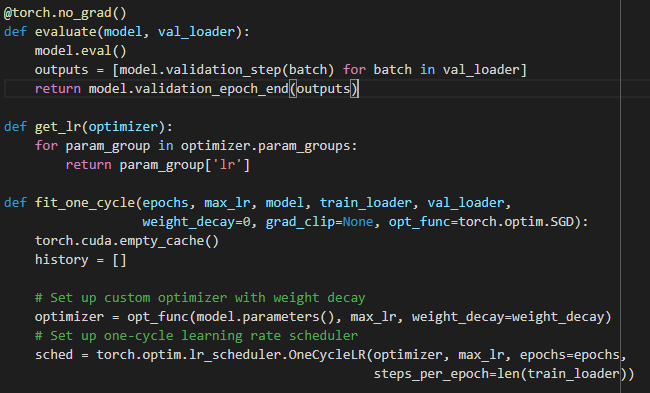 @torch.no_grad()
def evaluate(model, val_loader):
    model.eval()
    outputs = [model.validation_step(batch) for batch in val_loader]
    return model.validation_epoch_end(outputs)

def get_lr(optimizer):
    for param_group in optimizer.param_groups:
        return param_group['lr']

def fit_one_cycle(epochs, max_lr, model, train_loader, val_loader,
                  weight_decay=0, grad_clip=None, opt_func=torch.optim.SGD):
    torch.cuda.empty_cache()
    history = []

    # Set up custom optimizer with weight decay
    optimizer = opt_func(model.parameters(), max_lr, weight_decay=weight_decay)
    # Set up one-cycle learning rate scheduler
    sched = torch.optim.lr_scheduler.OneCycleLR(optimizer, max_lr, epochs=epochs,
                                                steps_per_epoch=len(train_loader))